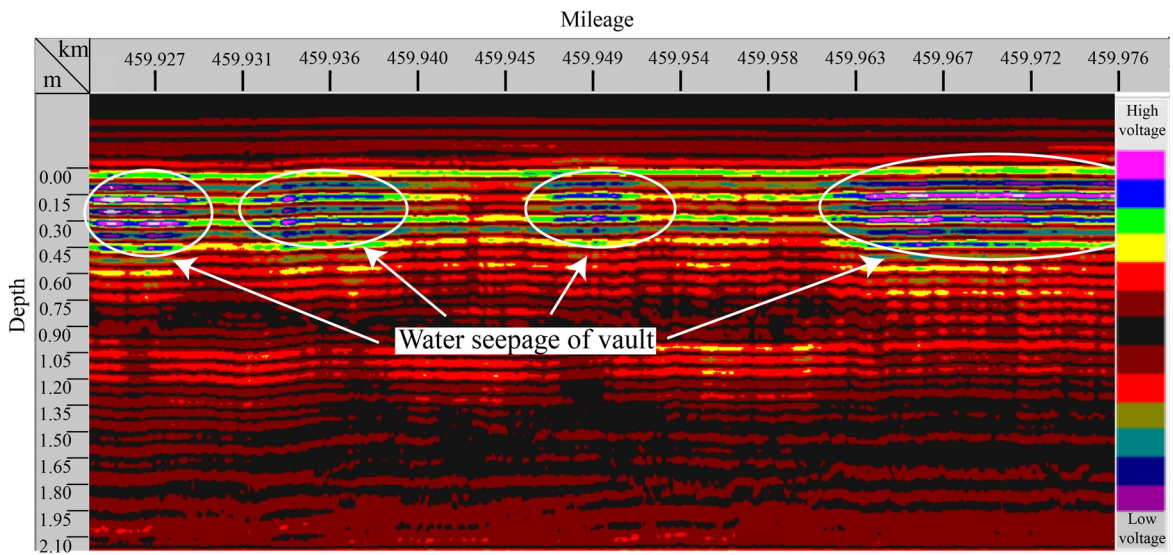 Mileage
km
m
459.927 459.931 459.936 459.940 459.945 459.949 459.954 459.958 459.963 459.967 459.972 459.976
High
voltage
Depth
0.00
0.15
0.30
0.45
0.60
0.75
0.90
1.05
1.20
1.35
1.50
1.65
1.80
1.95
2.10
Water seepage of vault
Low
voltage